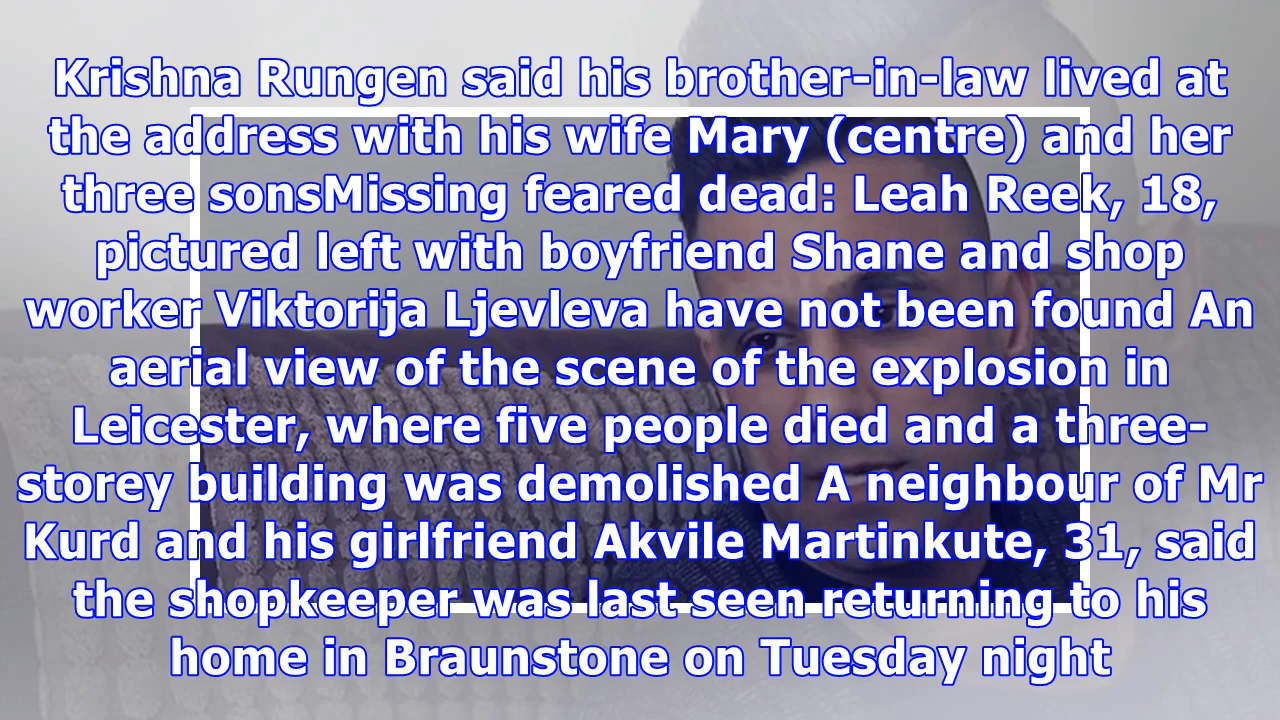 Krishna Rungen said his brother-in-law lived at
the address with his wife Mary (centre) and her
three sonsMissing feared dead: Leah Reek, 18,
pictured left with boyfriend Shane and shop
worker Viktorija Ljevleva have not been found An
aerial view of the scene of the explosion in
Leicester, where five people died and a three-
storey building was demolished A neighbour of Mr
Kurd and his girlfriend Akvile Martinkute, 31, said
the shopkeeper was last seen returning to his
home in Braunstone on Tuesday night